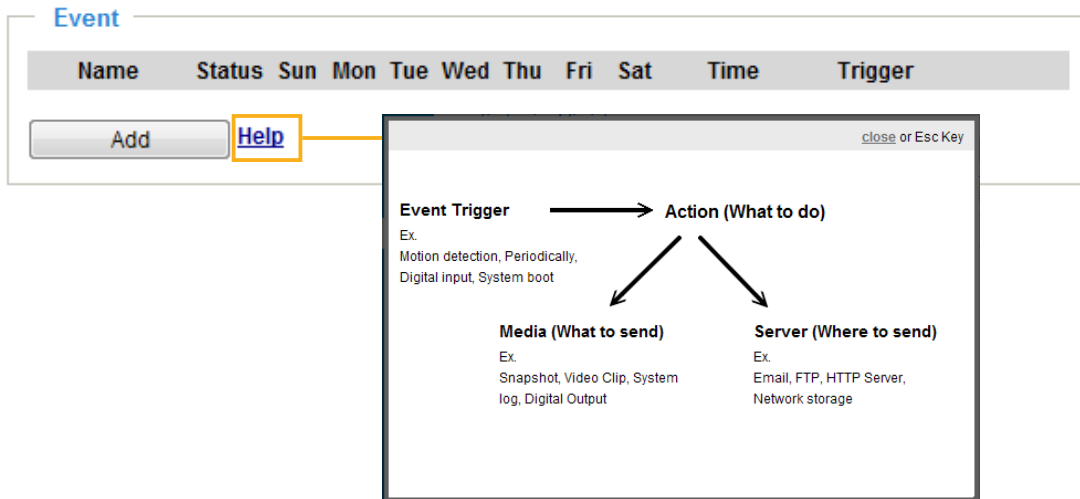 Event
Name Status Sun Mon Tue Wed Thu Fri Sat Time Trigger
Add Help
close or Esc Key
Event Trigger Action (What to do)
Ex.
Motion detection, Periodically,
Digital input, System boot
Media (What to send)
Ex.
Snapshot, Video Clip, System
log, Digital Output
Server (Where to send)
Ex.
Email, FTP, HTTP Server,
Network storage